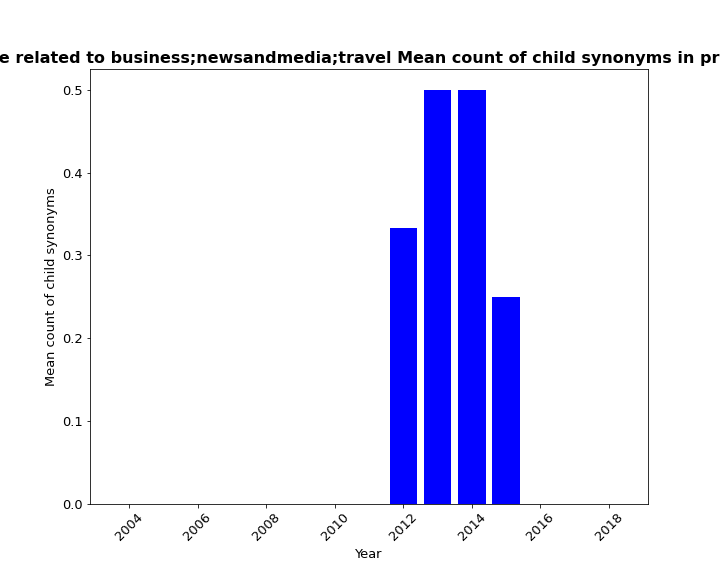 e related to business;newsandmedia;travel Mean count of child synonyms in pr
0.5
0.4
0.3
0.2
0.1
0.0
Mean count of child synonyms
2004 2006 2008 2010 2012 2014 2016 2018
Year